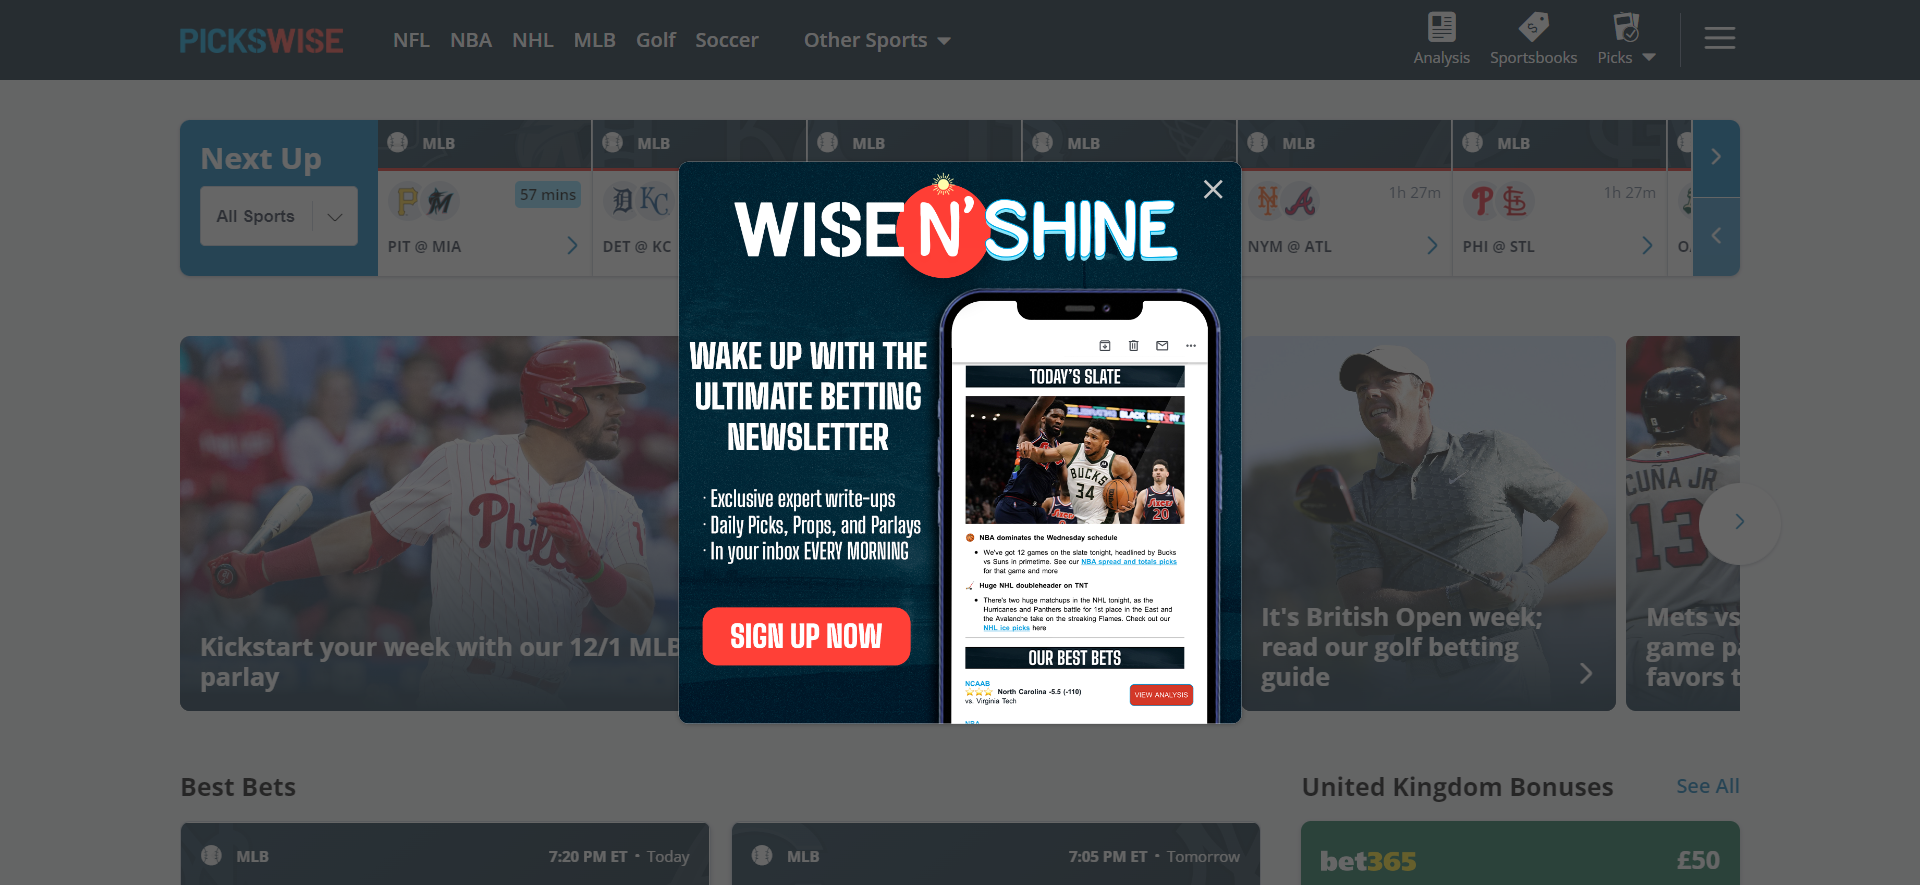 PICKSWISE
NFL NBA NHL MLB Golf Soccer Other Sports
Analysis Sportsbooks Picks
Next Up
All Sports
MLB
57 mins
PIT @ MIA
MLB
DET @ KC
MLB
MLB
MLB
1h 27m
NYM @ ATL
MLB
1h 27m
PHI @ STL
WISE N' SHINE
WAKE UP WITH THE
ULTIMATE BETTING
NEWSLETTER
· Exclusive expert write-ups
· Daily Picks, Props, and Parlays
· In your inbox EVERY MORNING
SIGN UP NOW
TODAY'S SLATE
BUCKS
34
20
NBA dominates the Wednesday schedule
We've got 12 games on the slate tonight, headlined by Bucks
vs Suns in primetime. See our NBA spread and totals picks
for that game and more
Huge NHL doubleheader on TNT
There's two huge matchups in the NHL tonight, as the
Hurricanes and Panthers battle for 1st place in the East and
the Avalanche take on the streaking Flames. Check out our
NHL ice picks here
OUR BEST BETS
NCAAB
North Carolina -5.5 (-110)
vs. Virginia Tech
VIEW ANALYSIS
Kickstart your week with our 12/1 MLB
parlay
It's British Open week;
read our golf betting
guide
CUÑA JR
13
Mets vs
game pa
favors t
Best Bets
MLB 7:20 PM ET · Today
MLB 7:05 PM ET · Tomorrow
United Kingdom Bonuses
See All
bet365
£50